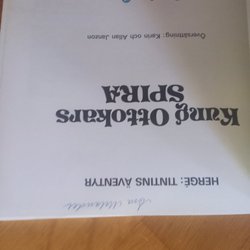 HERGÉ: TINTINS ÄVENTYR
Kung Ottokars
SPIRA
Översättning: Karin och Allan Janzon